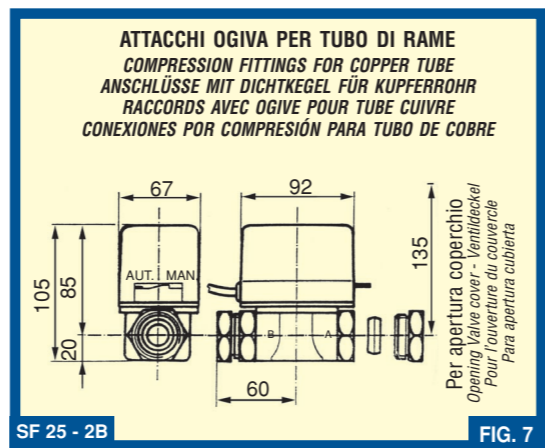 ATTACCHI OGIVA PER TUBO DI RAME
COMPRESSION FITTINGS FOR COPPER TUBE
ANSCHLÜSSE MIT DICHTKEGEL FÜR KUPFERROHR
RACCORDS AVEC OGIVE POUR TUBE CUIVRE
CONEXIONES POR COMPRESIÓN PARA TUBO DE COBRE
67
92
105
85
20
AUT. MAN.
B
A
60
135
Per apertura coperchio
Opening Valve cover - Ventildeckel
Pour l'ouverture du couvercle
Para apertura cubierta
SF 25 - 2B
FIG. 7